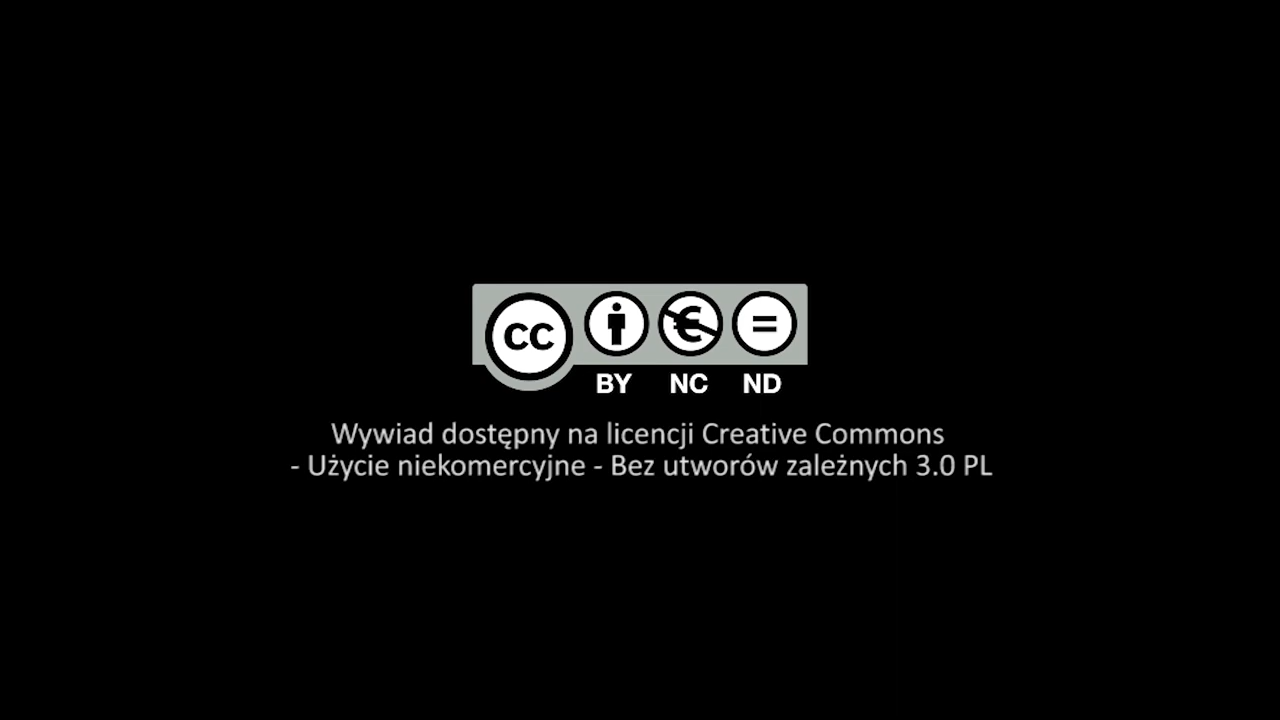 CC
BY NC ND
Wywiad dostępny na licencji Creative Commons
- Użycie niekomercyjne - Bez utworów zależnych 3.0 PL